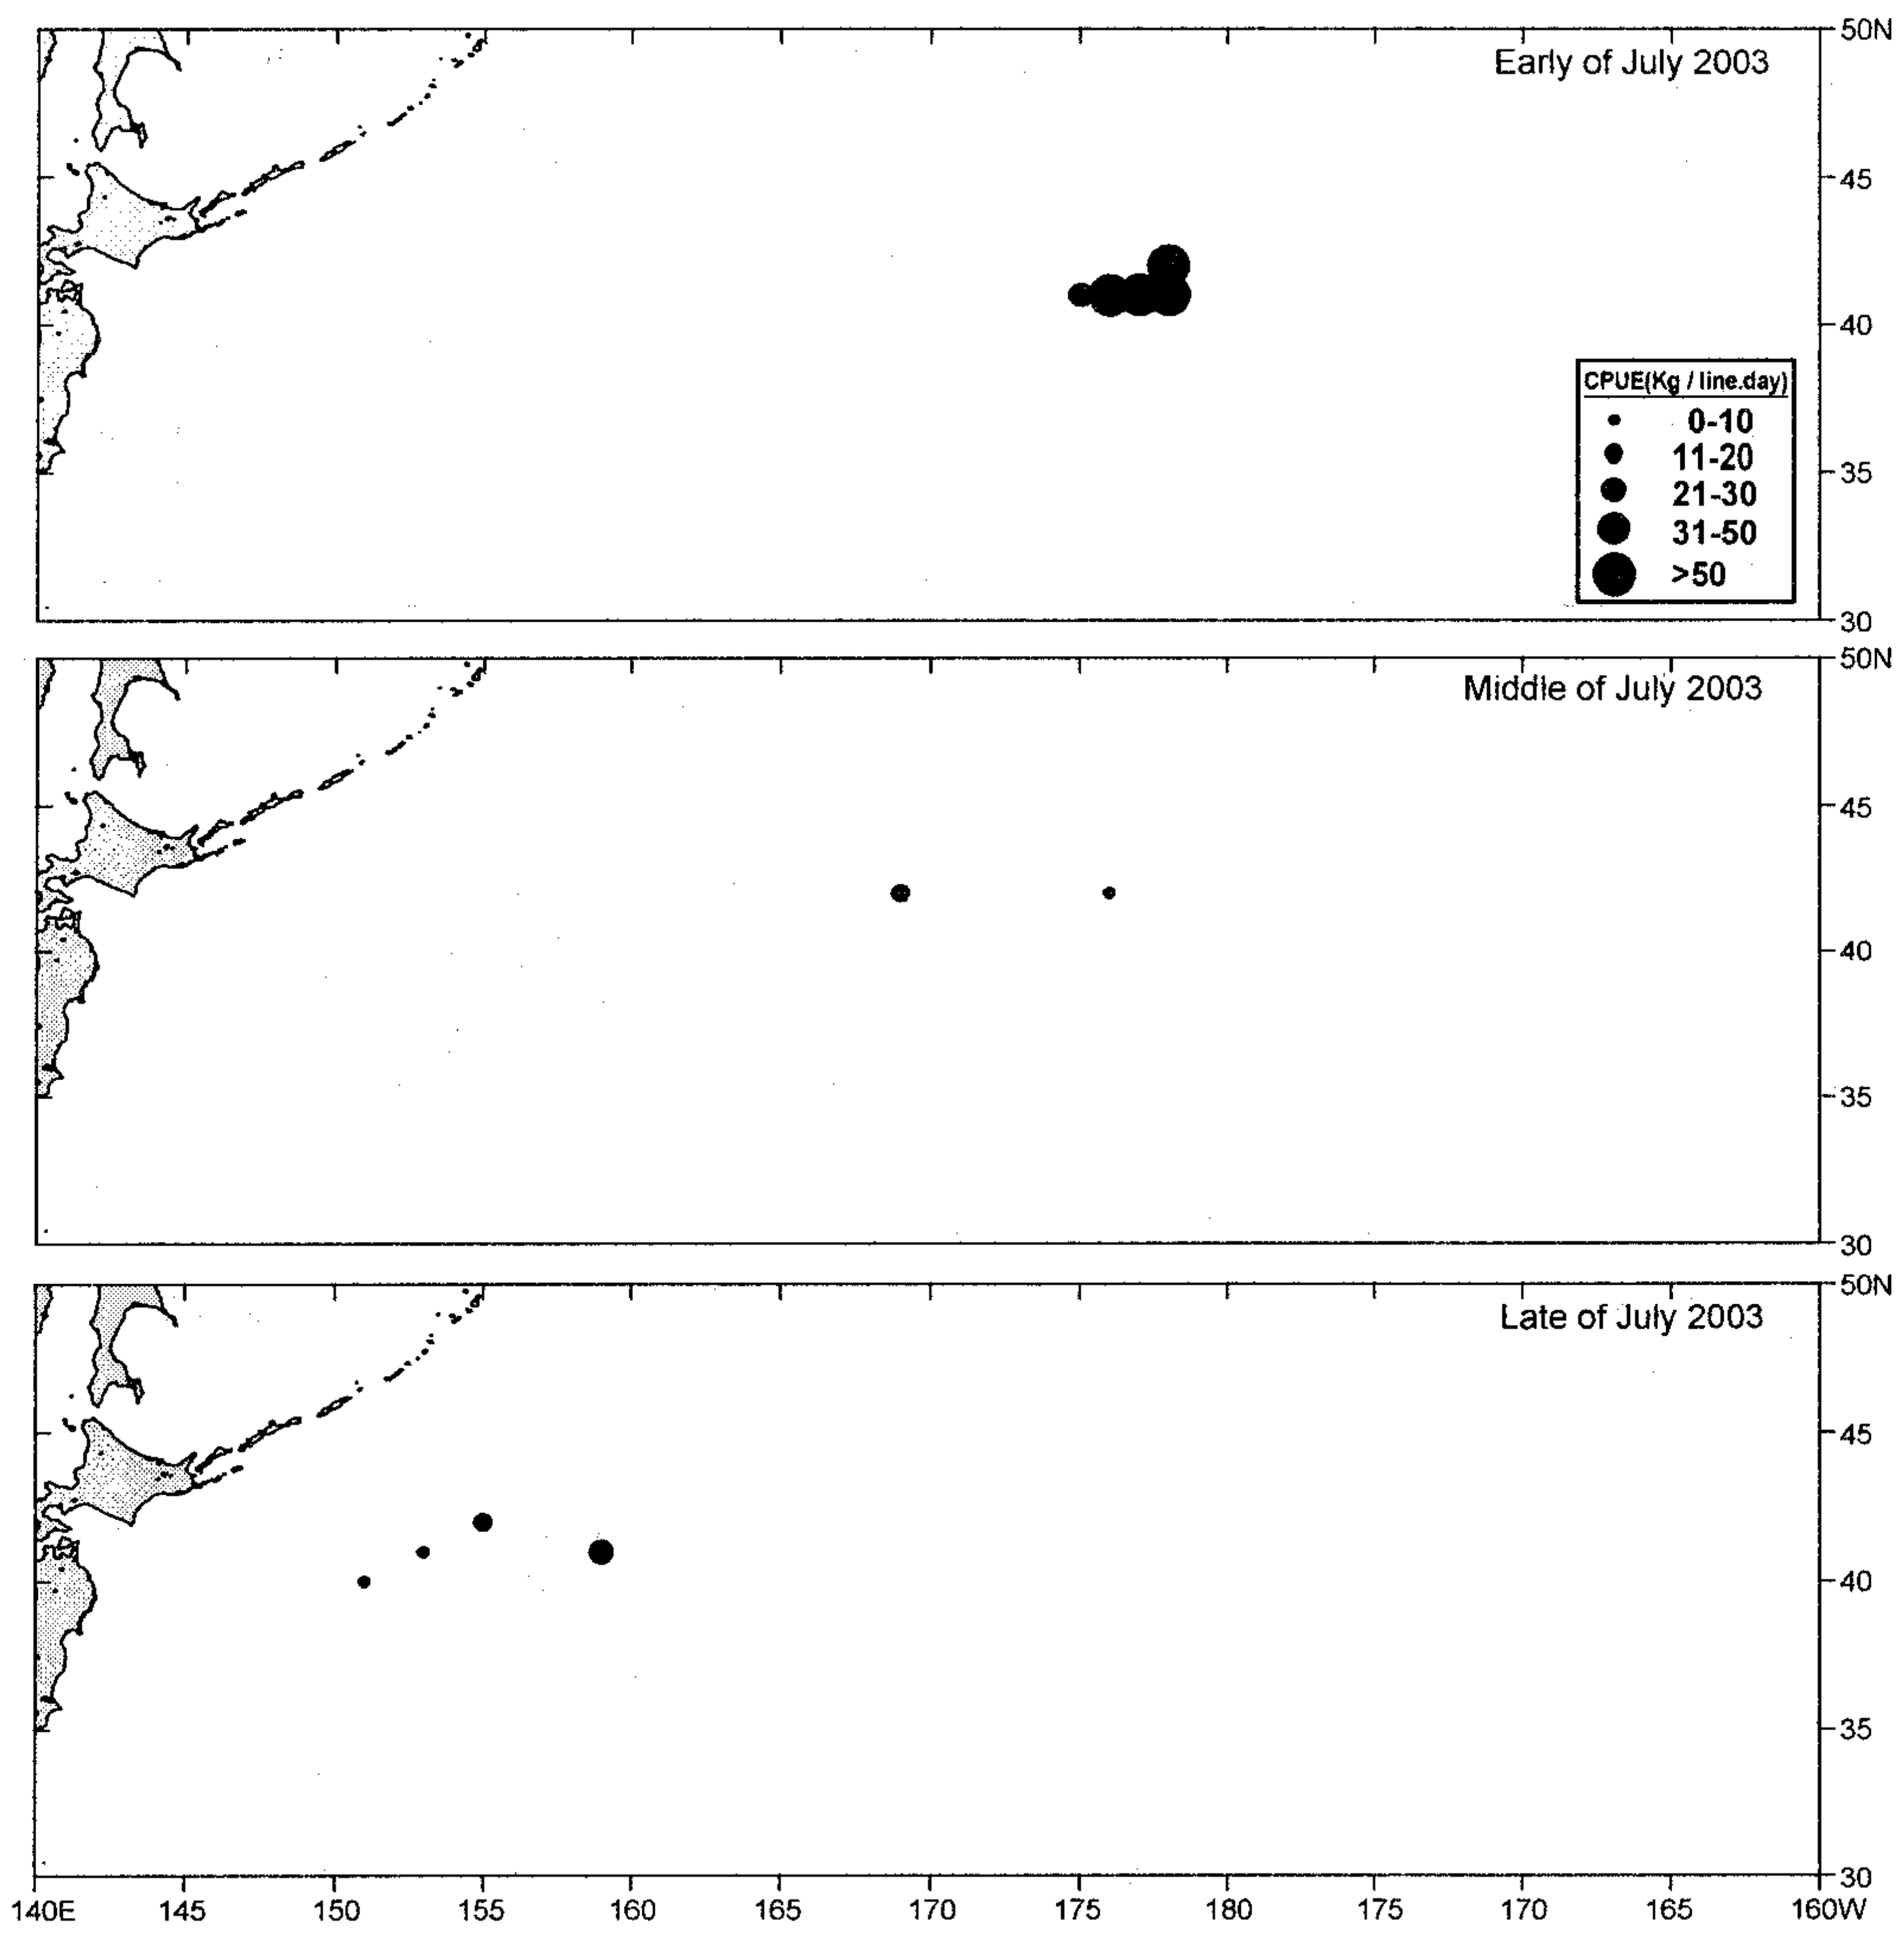 50N
Early of July 2003
45
40
CPUE(Kg / line.day)
0-10
11-20
21-30
31-50
>50
35
30
50N
Middle of July 2003
45
40
35
30
50N
Late of July 2003
45
40
35
30
140E 145 150 155 160 165 170 175 180 175 170 165 160W